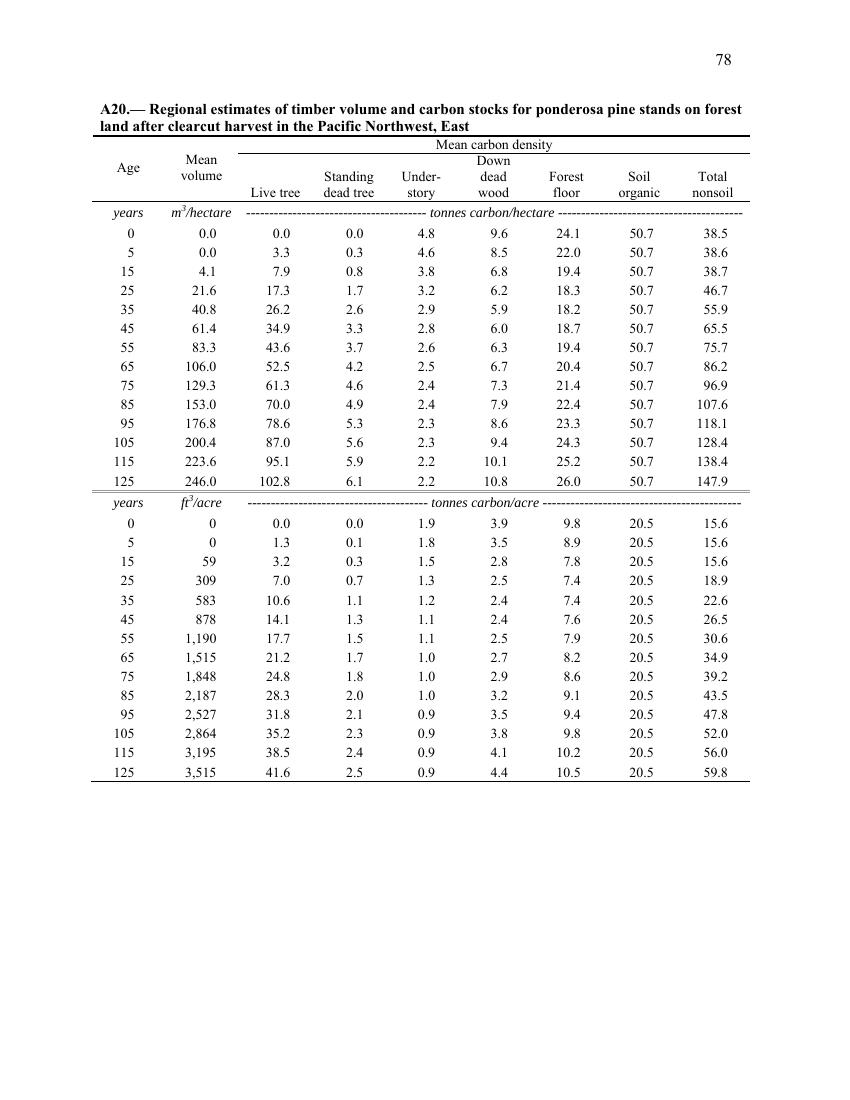 78
A20.— Regional estimates of timber volume and carbon stocks for ponderosa pine stands on forest
land after clearcut harvest in the Pacific Northwest, East
Age Mean volume Mean carbon density
Live tree Standing dead tree Under-story Down dead wood Forest floor Soil organic Total nonsoil
years m³/hectare ---------------------------------------- tonnes carbon/hectare ----------------------------------------
0 0.0 0.0 0.0 4.8 9.6 24.1 50.7 38.5
5 0.0 3.3 0.3 4.6 8.5 22.0 50.7 38.6
15 4.1 7.9 0.8 3.8 6.8 19.4 50.7 38.7
25 21.6 17.3 1.7 3.2 6.2 18.3 50.7 46.7
35 40.8 26.2 2.6 2.9 5.9 18.2 50.7 55.9
45 61.4 34.9 3.3 2.8 6.0 18.7 50.7 65.5
55 83.3 43.6 3.7 2.6 6.3 19.4 50.7 75.7
65 106.0 52.5 4.2 2.5 6.7 20.4 50.7 86.2
75 129.3 61.3 4.6 2.4 7.3 21.4 50.7 96.9
85 153.0 70.0 4.9 2.4 7.9 22.4 50.7 107.6
95 176.8 78.6 5.3 2.3 8.6 23.3 50.7 118.1
105 200.4 87.0 5.6 2.3 9.4 24.3 50.7 128.4
115 223.6 95.1 5.9 2.2 10.1 25.2 50.7 138.4
125 246.0 102.8 6.1 2.2 10.8 26.0 50.7 147.9
years ft³/acre ---------------------------------------- tonnes carbon/acre ----------------------------------------
0 0 0.0 0.0 1.9 3.9 9.8 20.5 15.6
5 0 1.3 0.1 1.8 3.5 8.9 20.5 15.6
15 59 3.2 0.3 1.5 2.8 7.8 20.5 15.6
25 309 7.0 0.7 1.3 2.5 7.4 20.5 18.9
35 583 10.6 1.1 1.2 2.4 7.4 20.5 22.6
45 878 14.1 1.3 1.1 2.4 7.6 20.5 26.5
55 1,190 17.7 1.5 1.1 2.5 7.9 20.5 30.6
65 1,515 21.2 1.7 1.0 2.7 8.2 20.5 34.9
75 1,848 24.8 1.8 1.0 2.9 8.6 20.5 39.2
85 2,187 28.3 2.0 1.0 3.2 9.1 20.5 43.5
95 2,527 31.8 2.1 0.9 3.5 9.4 20.5 47.8
105 2,864 35.2 2.3 0.9 3.8 9.8 20.5 52.0
115 3,195 38.5 2.4 0.9 4.1 10.2 20.5 56.0
125 3,515 41.6 2.5 0.9 4.4 10.5 20.5 59.8